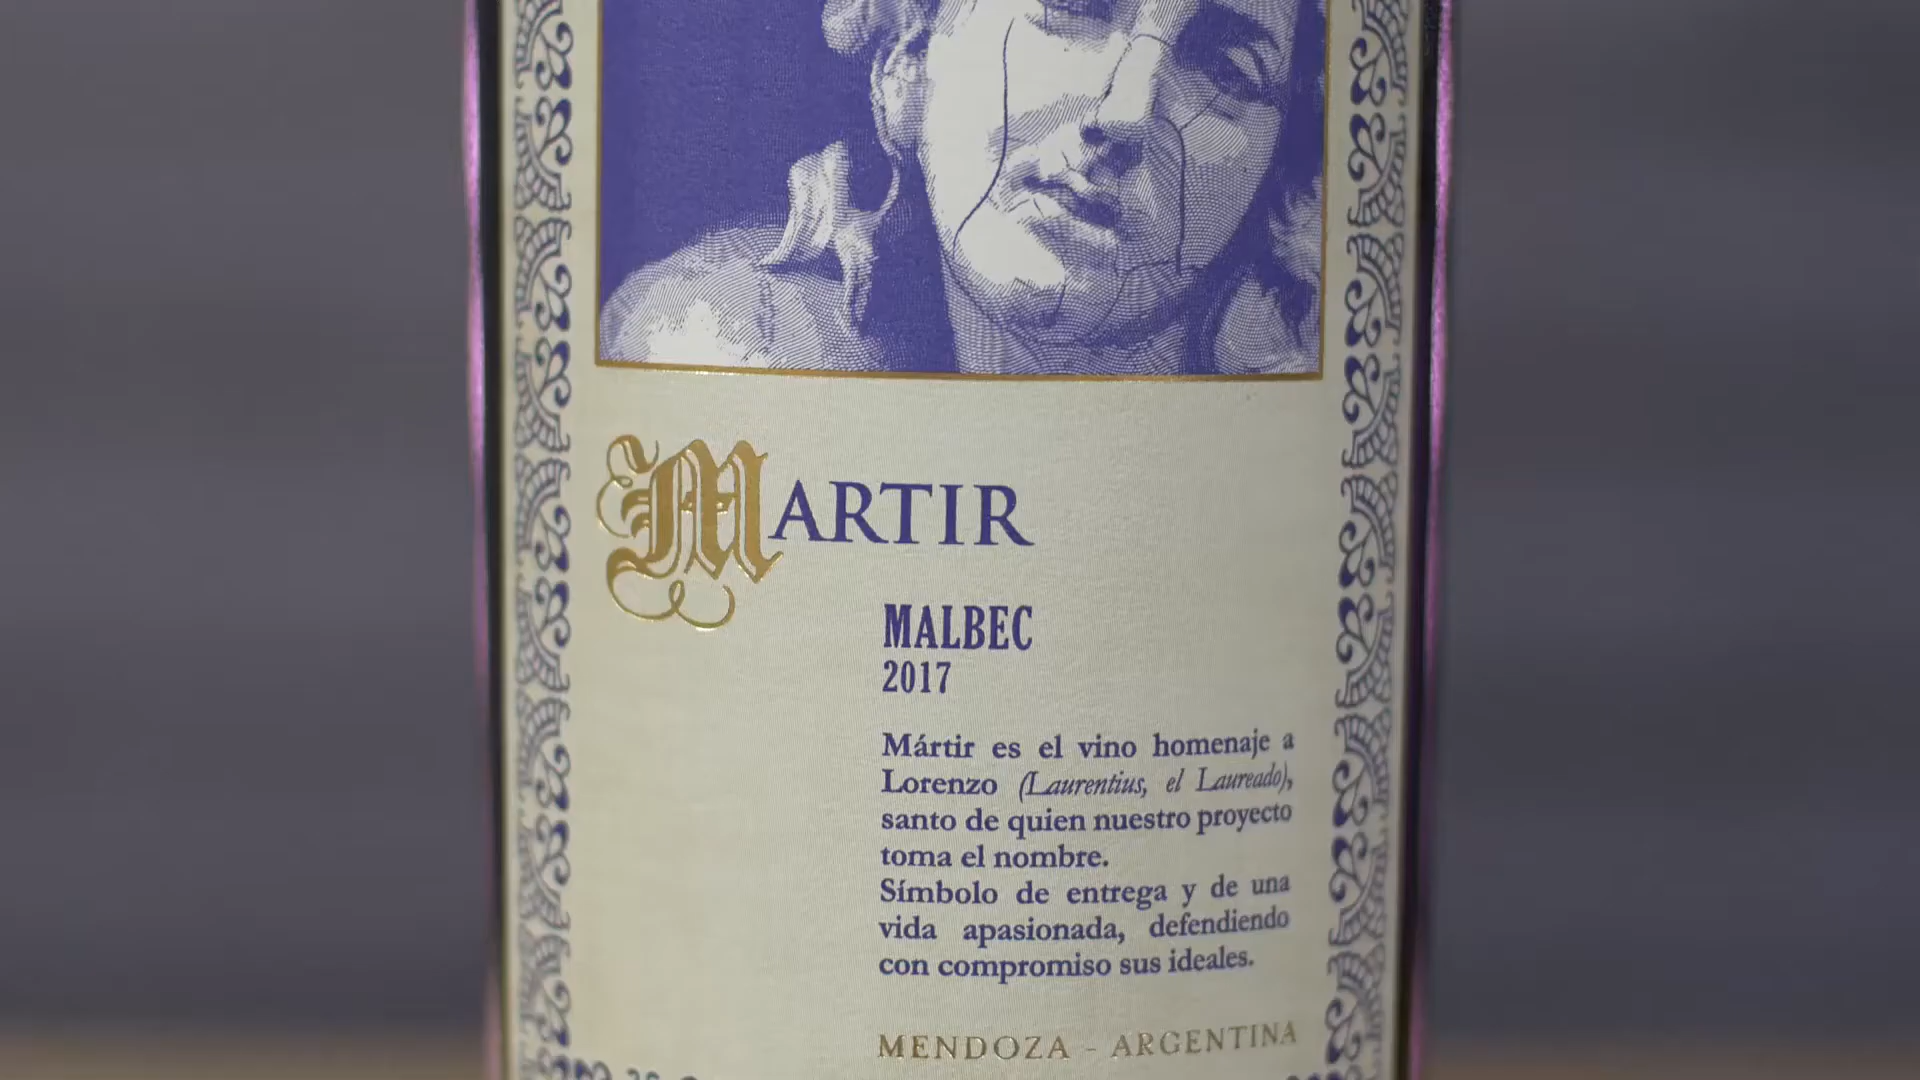 MARTIR
MALBEC
2017
Mártir es el vino homenaje a
Lorenzo (Laurentius, el Laureado),
santo de quien nuestro proyecto
toma el nombre.
Símbolo de entrega y de una
vida apasionada, defendiendo
con compromiso sus ideales.
MENDOZA - ARGENTINA